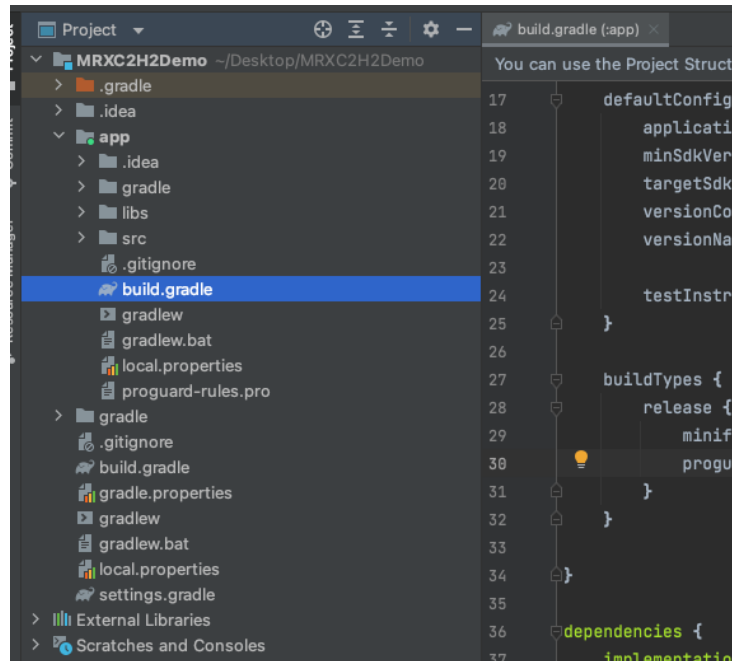 Project
MRXC2H2Demo ~/Desktop/MRXC2H2Demo
.gradle
.idea
app
.idea
gradle
libs
src
.gitignore
build.gradle
gradlew
gradlew.bat
local.properties
proguard-rules.pro
gradle
.gitignore
build.gradle
gradle.properties
gradlew
gradlew.bat
local.properties
settings.gradle
External Libraries
Scratches and Consoles
build.gradle (:app)
You can use the Project Struct
17 defaultConfig
18 applicati
19 minSdkVer
20 targetSdk
21 versionCo
22 versionNa
23
24 testInstr
25 }
26
27 buildTypes {
28 release {
29 minif
30 progu
31 }
32 }
33
34 }
35
36 dependencies {
37 implementatio